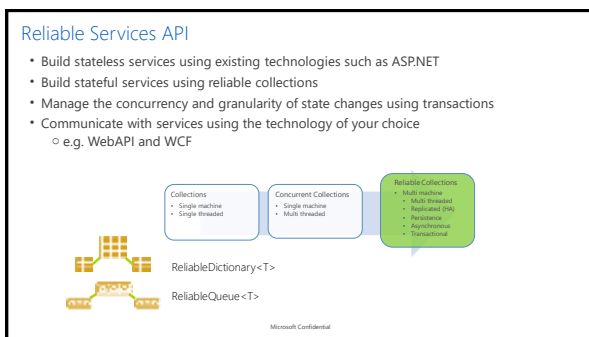 Reliable Services API
• Build stateless services using existing technologies such as ASP.NET
• Build stateful services using reliable collections
• Manage the concurrency and granularity of state changes using transactions
• Communicate with services using the technology of your choice
○ e.g. WebAPI and WCF
Collections
• Single machine
• Single threaded
Concurrent Collections
• Single machine
• Multi threaded
Reliable Collections
• Multi machine
• Multi threaded
• Replicated (HA)
• Persistence
• Asynchronous
• Transactional
ReliableDictionary<T>
ReliableQueue<T>
Microsoft Confidential